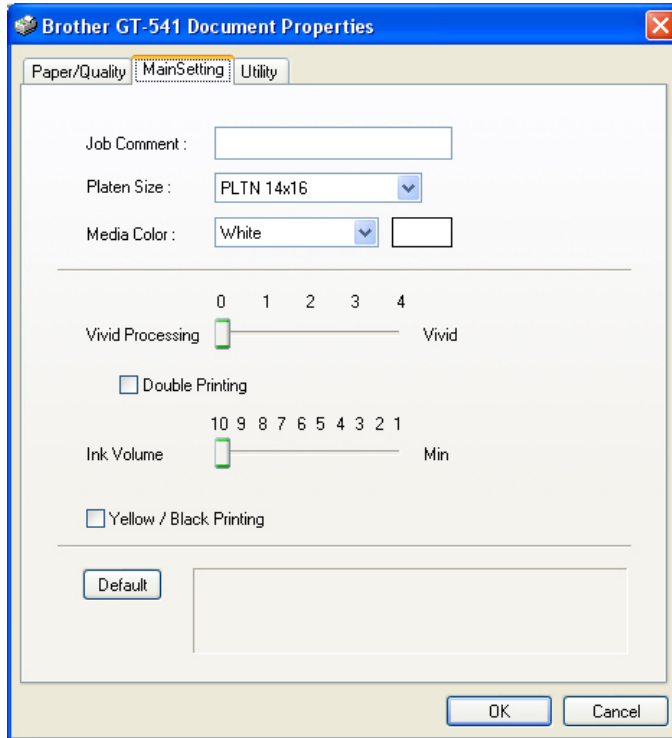 Brother GT-541 Document Properties
Paper/Quality MainSetting Utility
Job Comment :
Platen Size : PLTN 14x16
Media Color : White
0 1 2 3 4
Vivid Processing Vivid
Double Printing
10 9 8 7 6 5 4 3 2 1
Ink Volume Min
Yellow / Black Printing
Default
OK Cancel